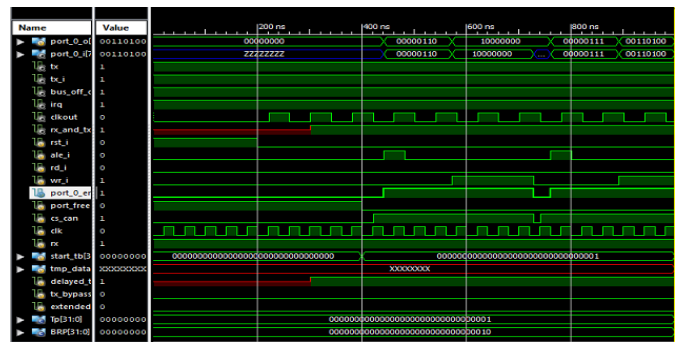 Name Value 200 ns 400 ns 600 ns 800 ns
port_0_o[ 00110100 00000000 00000110 10000000 00000111 00110100
port_0_i[7 00110100 ZZZZZZZZ 00000110 10000000 ... 00000111 00110100
tx 1
tx_i 1
bus_off_c 1
irq 1
clkout 0
rx_and_tx 1
rst_i 0
ale_i 0
rd_i 0
wr_i 1
port_0_er 1
port_free 0
cs_can 1
clk 0
rx 1
start_tb[3 00000000 00000000000000000000000000000000 00000000000000000000000000000001
tmp_data XXXXXXXX XXXXXXXX
delayed_t 1
tx_bypass 0
extended 0
Tp[31:0] 00000000 00000000000000000000000000000001
BRP[31:0] 00000000 00000000000000000000000000000010